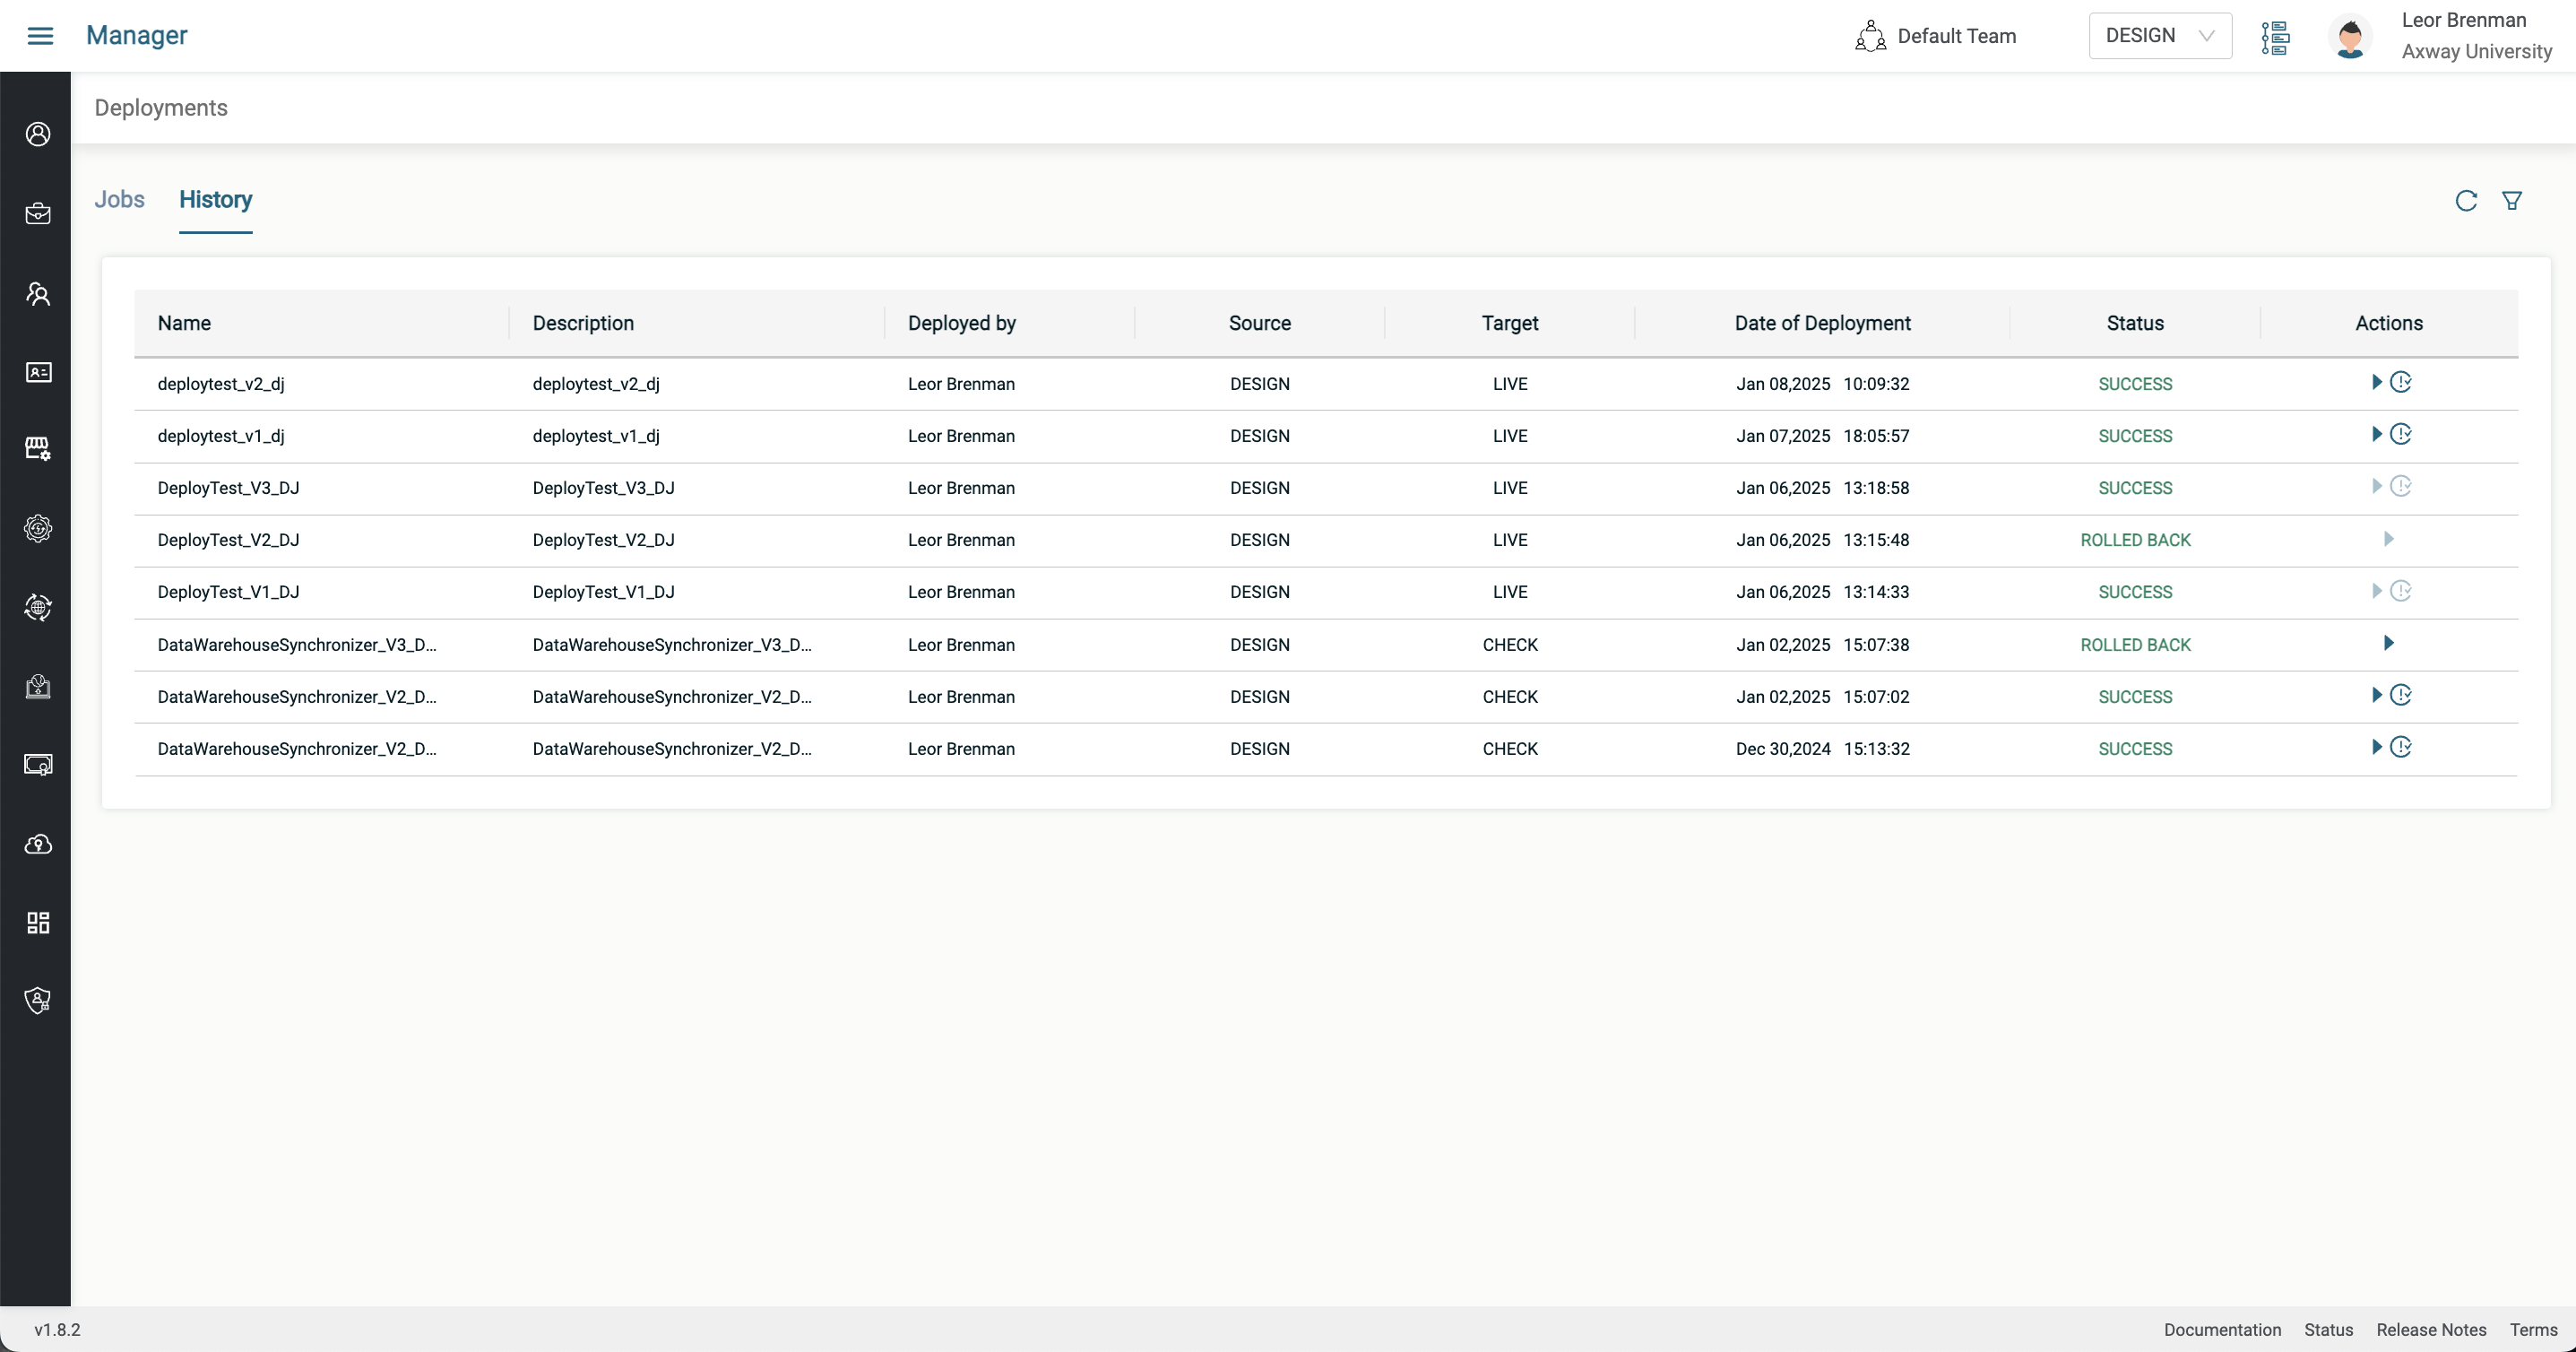 Manager
Default Team
DESIGN
Leor Brenman
Axway University
Deployments
Jobs History
Name Description Deployed by Source Target Date of Deployment Status Actions
deploytest_v2_dj deploytest_v2_dj Leor Brenman DESIGN LIVE Jan 08,2025 10:09:32 SUCCESS
deploytest_v1_dj deploytest_v1_dj Leor Brenman DESIGN LIVE Jan 07,2025 18:05:57 SUCCESS
DeployTest_V3_DJ DeployTest_V3_DJ Leor Brenman DESIGN LIVE Jan 06,2025 13:18:58 SUCCESS
DeployTest_V2_DJ DeployTest_V2_DJ Leor Brenman DESIGN LIVE Jan 06,2025 13:15:48 ROLLED BACK
DeployTest_V1_DJ DeployTest_V1_DJ Leor Brenman DESIGN LIVE Jan 06,2025 13:14:33 SUCCESS
DataWarehouseSynchronizer_V3_D... DataWarehouseSynchronizer_V3_D... Leor Brenman DESIGN CHECK Jan 02,2025 15:07:38 ROLLED BACK
DataWarehouseSynchronizer_V2_D... DataWarehouseSynchronizer_V2_D... Leor Brenman DESIGN CHECK Jan 02,2025 15:07:02 SUCCESS
DataWarehouseSynchronizer_V2_D... DataWarehouseSynchronizer_V2_D... Leor Brenman DESIGN CHECK Dec 30,2024 15:13:32 SUCCESS
v1.8.2 Documentation Status Release Notes Terms